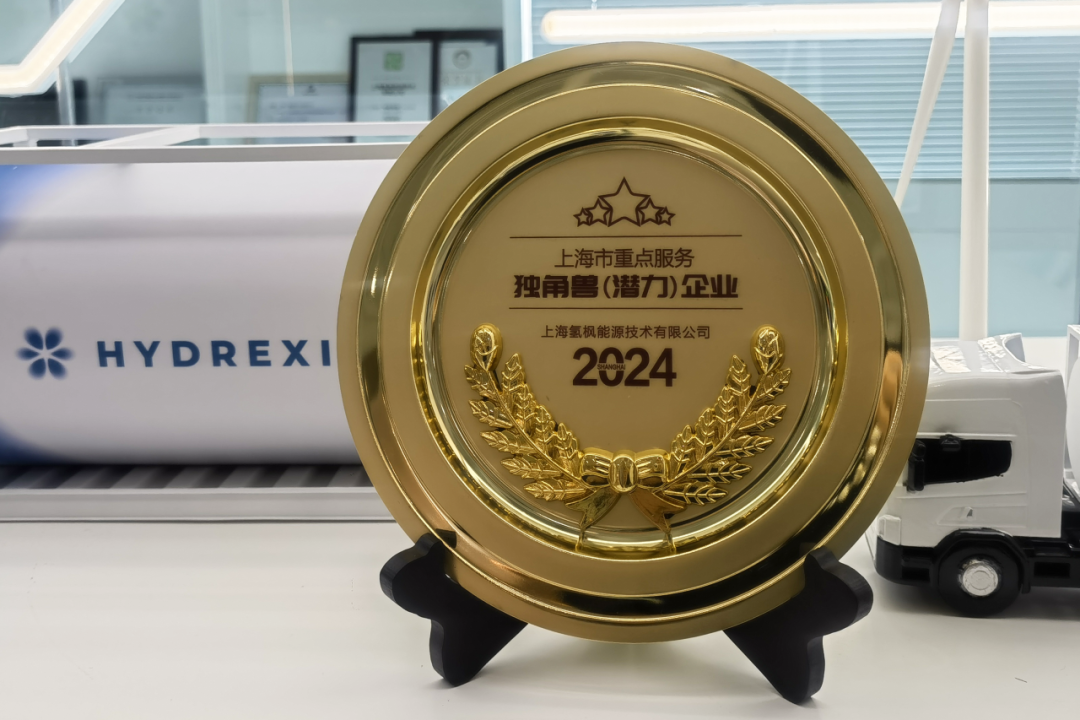 上海市重点服务
独角兽(潜力)企业
上海氢枫能源技术有限公司
2024
SHANGHAI
HYDREXI